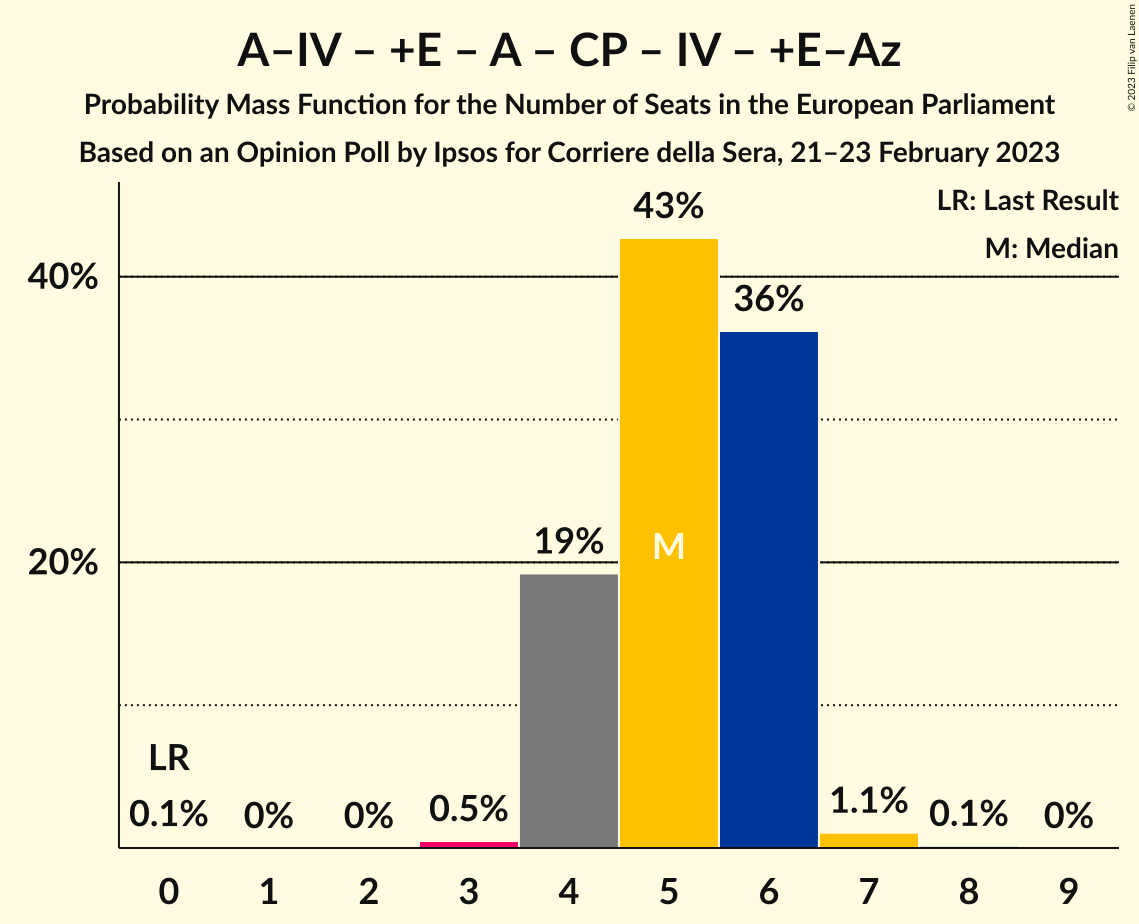 A–IV – +E – A – CP – IV – +E–Az
Probability Mass Function for the Number of Seats in the European Parliament
Based on an Opinion Poll by Ipsos for Corriere della Sera, 21–23 February 2023
© 2023 Filip van Laenen
LR: Last Result
M: Median
43%
40%
36%
19%
M
20%
LR
0.1% 0% 0% 0.5% 1.1% 0.1% 0%
0 1 2 3 4 5 6 7 8 9